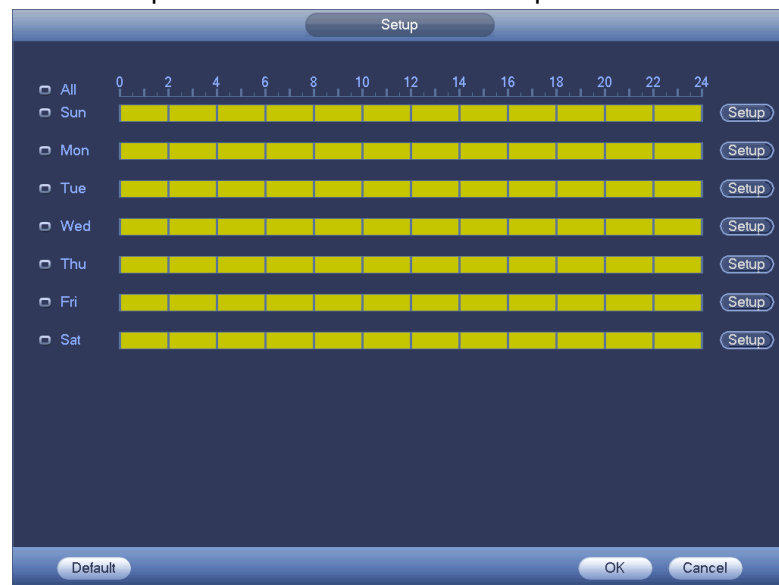 Setup
All 0 2 4 6 8 10 12 14 16 18 20 22 24
Sun Setup
Mon Setup
Tue Setup
Wed Setup
Thu Setup
Fri Setup
Sat Setup
Default OK Cancel